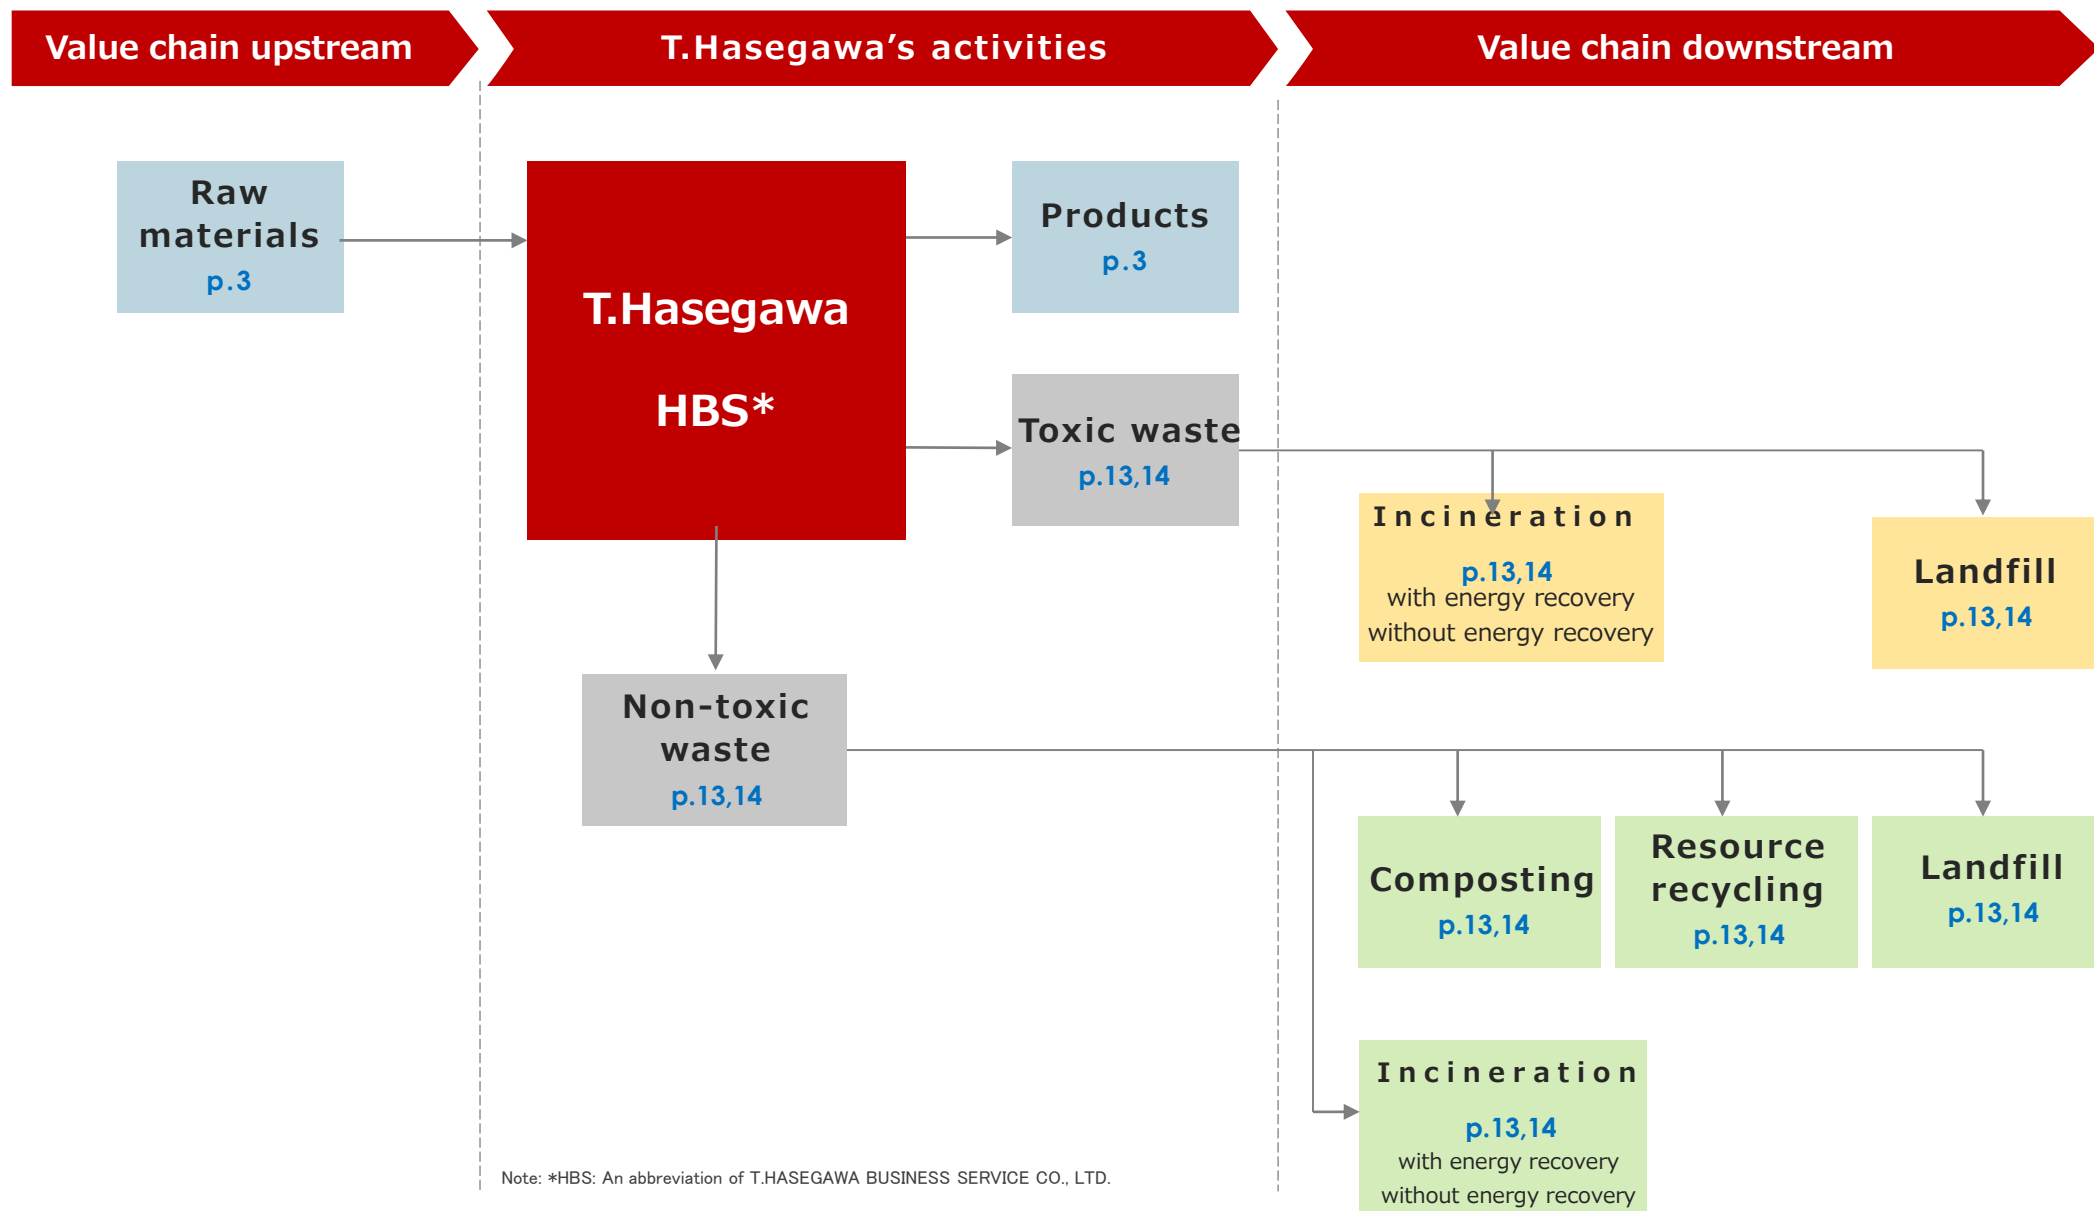 Value chain upstream
T.Hasegawa’s activities
Value chain downstream
Raw
materials
p.3
T.Hasegawa
HBS*
Products
p.3
Toxic waste
p.13,14
Incineration
p.13,14
with energy recovery
without energy recovery
Landfill
p.13,14
Non-toxic
waste
p.13,14
Composting
p.13,14
Resource
recycling
p.13,14
Landfill
p.13,14
Incineration
p.13,14
with energy recovery
without energy recovery
Note: *HBS: An abbreviation of T.HASEGAWA BUSINESS SERVICE CO., LTD.